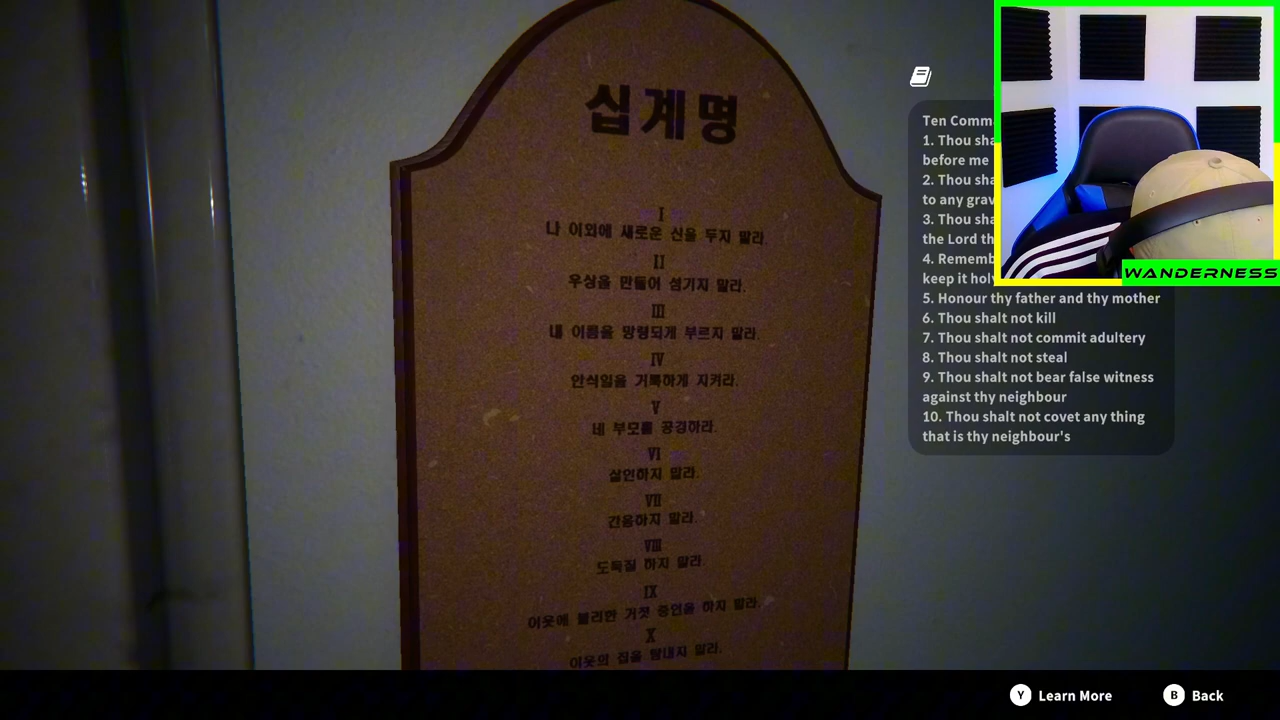 십계명
I
나 이외에 새로운 신을 두지 말라.
II
우상을 만들어 섬기지 말라.
III
내 이름을 망령되게 부르지 말라.
IV
안식일을 거룩하게 지켜라.
V
네 부모를 공경하라.
VI
살인하지 말라.
VII
간음하지 말라.
VIII
도둑질 하지 말라.
IX
이웃에 불리한 거짓 증언을 하지 말라.
X
이웃의 집을 탐내지 말라.
Ten
1. Thou
before me
2. Thou
to any
3. Thou
the Lord
4.
keep it
5. Honour thy father and thy mother
6. Thou shalt not kill
7. Thou shalt not commit adultery
8. Thou shalt not steal
9. Thou shalt not bear false witness
against thy neighbour
10. Thou shalt not covet any thing
that is thy neighbour's
WANDERNESS
Y Learn More
B Back